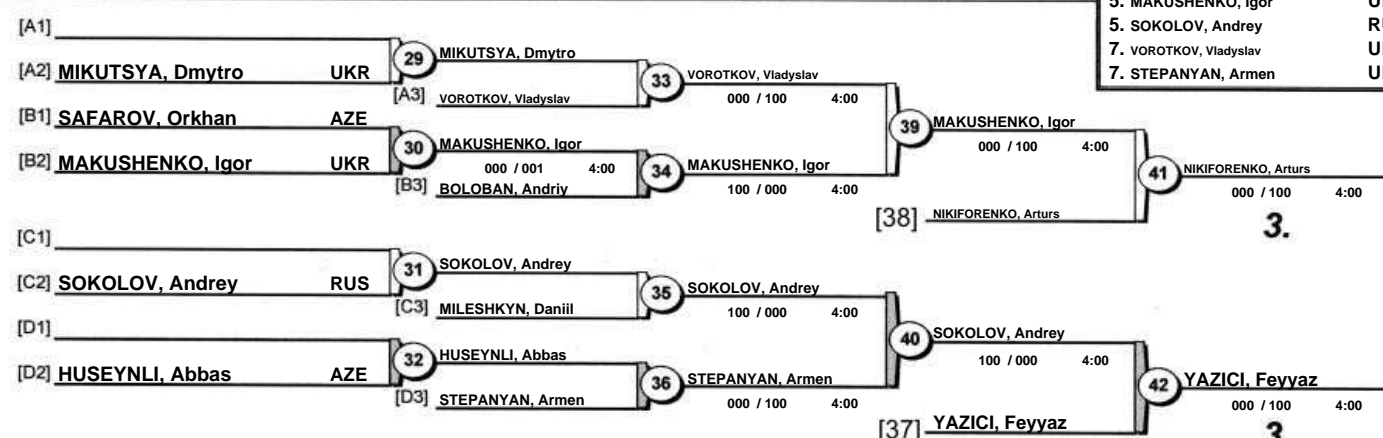 5. MAKUSHENKO, Igor
5. SOKOLOV, Andrey
7. VOROTKOV, Vladyslav
7. STEPANYAN, Armen
[A1]
[A2] MIKUTSYA, Dmytro UKR
29 MIKUTSYA, Dmytro
[A3] VOROTKOV, Vladyslav
33 VOROTKOV, Vladyslav
000 / 100 4:00
[B1] SAFAROV, Orkhan AZE
[B2] MAKUSHENKO, Igor UKR
30 MAKUSHENKO, Igor
000 / 001 4:00
[B3] BOLOBAN, Andriy
34 MAKUSHENKO, Igor
100 / 000 4:00
39 MAKUSHENKO, Igor
000 / 100 4:00
[38] NIKIFORENKO, Arturs
41 NIKIFORENKO, Arturs
000 / 100 4:00
3.
[C1]
[C2] SOKOLOV, Andrey RUS
31 SOKOLOV, Andrey
[C3] MILESHKYN, Daniil
35 SOKOLOV, Andrey
100 / 000 4:00
[D1]
[D2] HUSEYNLI, Abbas AZE
32 HUSEYNLI, Abbas
[D3] STEPANYAN, Armen
36 STEPANYAN, Armen
000 / 100 4:00
40 SOKOLOV, Andrey
100 / 000 4:00
[37] YAZICI, Feyyaz
42 YAZICI, Feyyaz
000 / 100 4:00
3